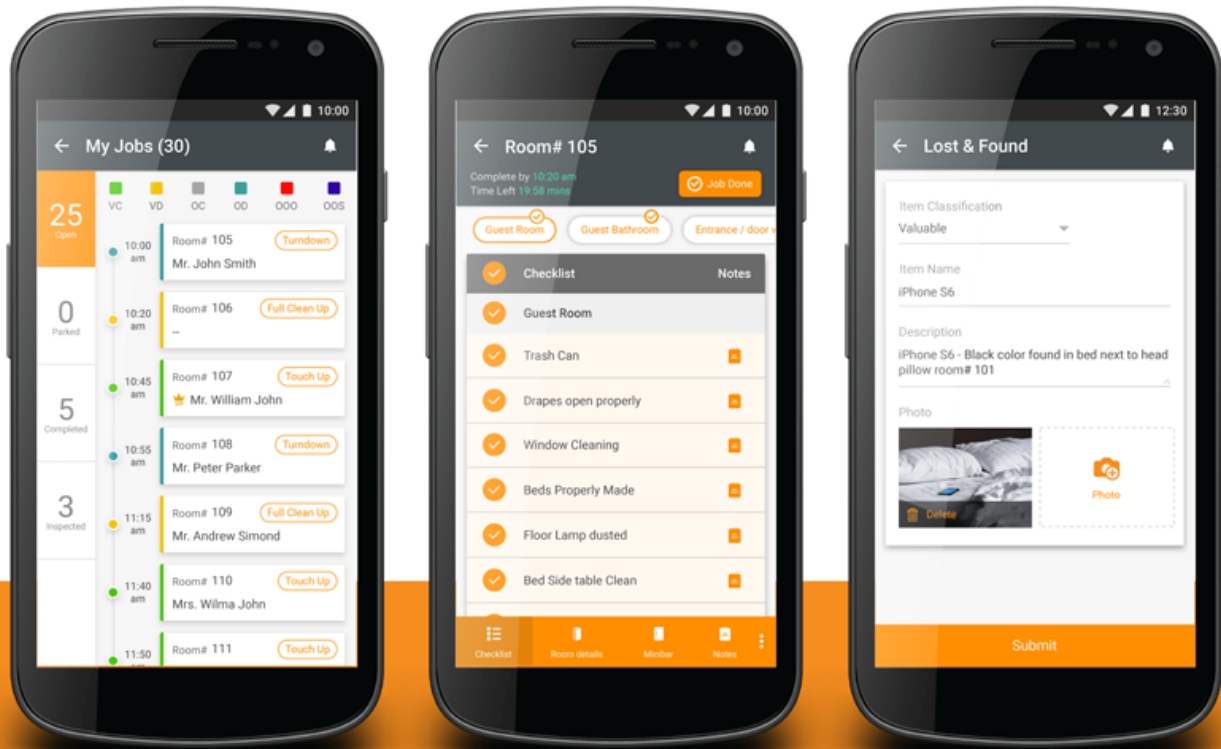 10:00
My Jobs (30)
25
Open
0
Parked
5
Completed
3
Inspected
VC VD OC OD OOO OOS
10:00 am
Room# 105 Turndown
Mr. John Smith
10:20 am
Room# 106 Full Clean Up
--
10:45 am
Room# 107 Touch Up
Mr. William John
10:55 am
Room# 108 Turndown
Mr. Peter Parker
11:15 am
Room# 109 Full Clean Up
Mr. Andrew Simond
11:40 am
Room# 110 Touch Up
Mrs. Wilma John
11:50
Room# 111 Touch Up
10:00
Room# 105
Complete by 10:20 am
Time Left 19:58 mins
Job Done
Guest Room Guest Bathroom Entrance / door
Checklist Notes
Guest Room
Trash Can
Drapes open properly
Window Cleaning
Beds Properly Made
Floor Lamp dusted
Bed Side table Clean
Checklist Room details Minibar Notes
12:30
Lost & Found
Item Classification
Valuable
Item Name
iPhone S6
Description
iPhone S6 - Black color found in bed next to head
pillow room# 101
Photo
Delete
Photo
Submit